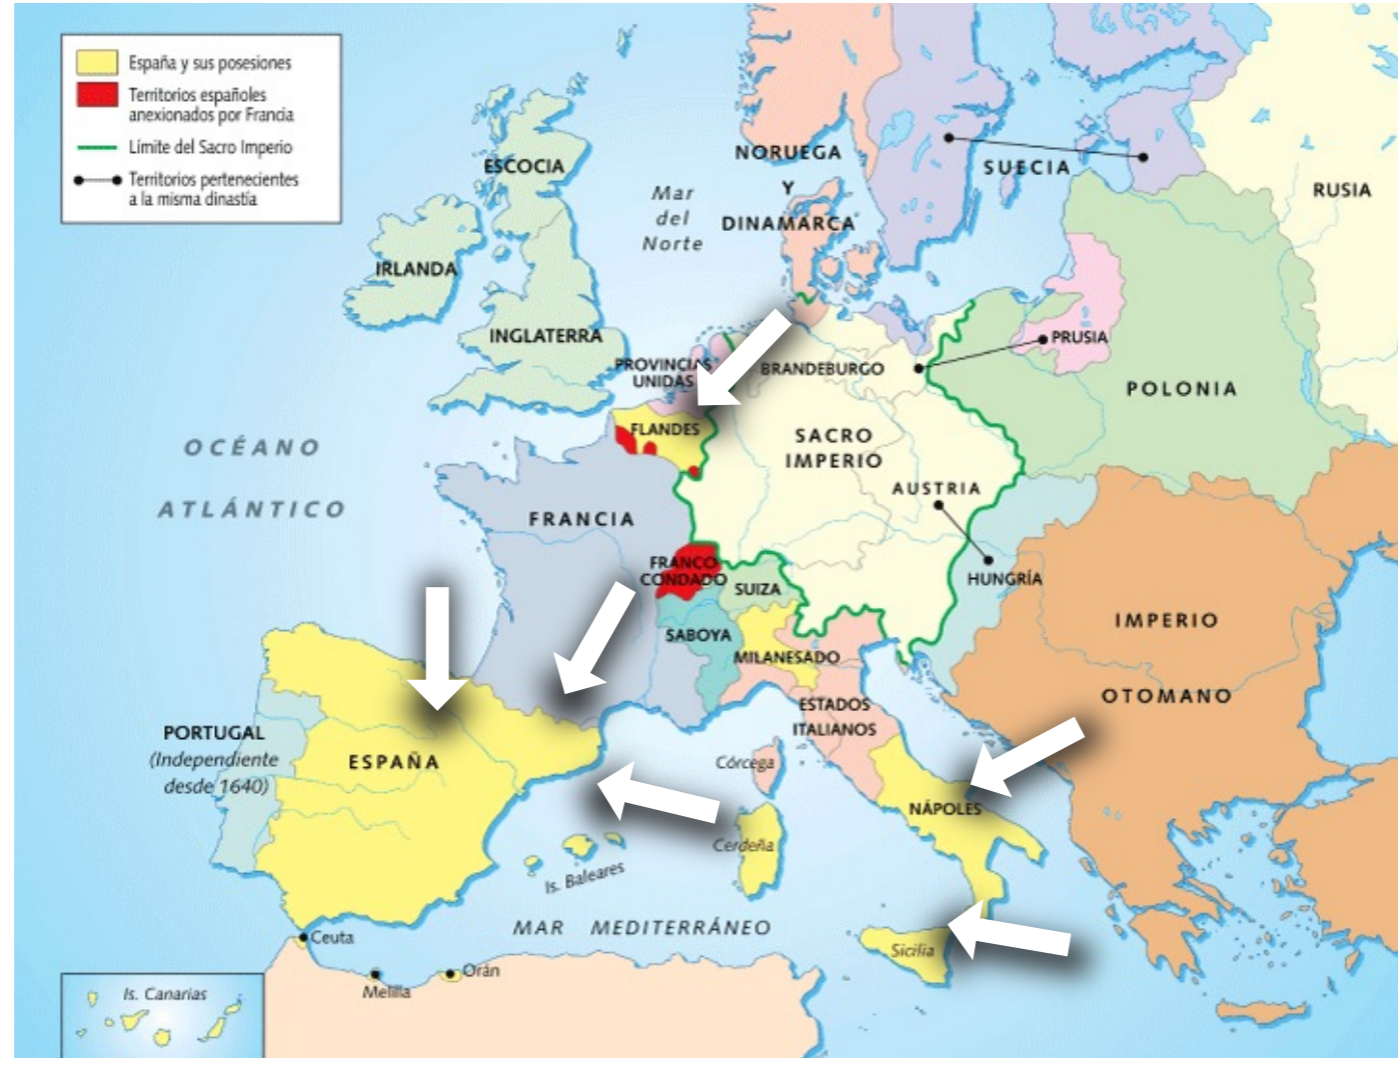 España y sus posesiones
Territorios españoles
anexionados por Francia
Límite del Sacro Imperio
Territorios pertenecientes
a la misma dinastía
ESCOCIA
IRLANDA
INGLATERRA
Mar
del
Norte
NORUEGA
Y
DINAMARCA
SUECIA
RUSIA
PROVINCIAS
UNIDAS
BRANDEBURGO
PRUSIA
POLONIA
FLANDES
SACRO
IMPERIO
AUSTRIA
HUNGRÍA
OCÉANO
ATLÁNTICO
FRANCIA
FRANCO
CONDADO
SUIZA
SABOYA
MILANESADO
ESTADOS
ITALIANOS
IMPERIO
OTOMANO
PORTUGAL
(Independiente
desde 1640)
ESPAÑA
Córcega
Cerdeña
NÁPOLES
Is. Baleares
MAR MEDITERRÁNEO
Sicilia
Ceuta
Melilla
Orán
Is. Canarias